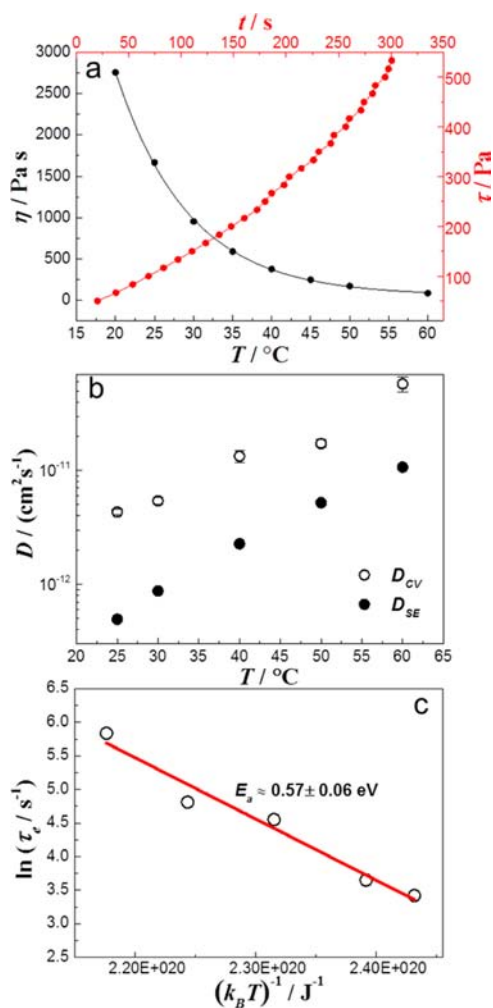 t / s
0 50 100 150 200 250 300 350
a
3000
2500
2000
1500
1000
500
0
η / Pa s
500
400
300
200
100
τ / Pa
15 20 25 30 35 40 45 50 55 60
T / °C
b
10⁻¹¹
10⁻¹²
D / (cm²s⁻¹)
D_CV
D_SE
20 25 30 35 40 45 50 55 60 65
T / °C
c
6.5
6.0
5.5
5.0
4.5
4.0
3.5
3.0
2.5
ln (τₑ / s⁻¹)
Eₐ ≈ 0.57± 0.06 eV
2.20E+020 2.30E+020 2.40E+020
(k_BT)⁻¹ / J⁻¹